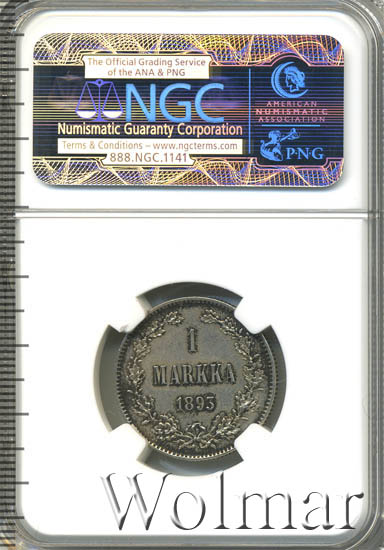 The Official Grading Service
of the ANA & PNG
NGC
Numismatic Guaranty Corporation
Terms & Conditions – www.ngcterms.com
888.NGC.1141
AMERICAN
NUMISMATIC
ASSOCIATION
P·N·G
1
MARKKA
1893
Wolmar